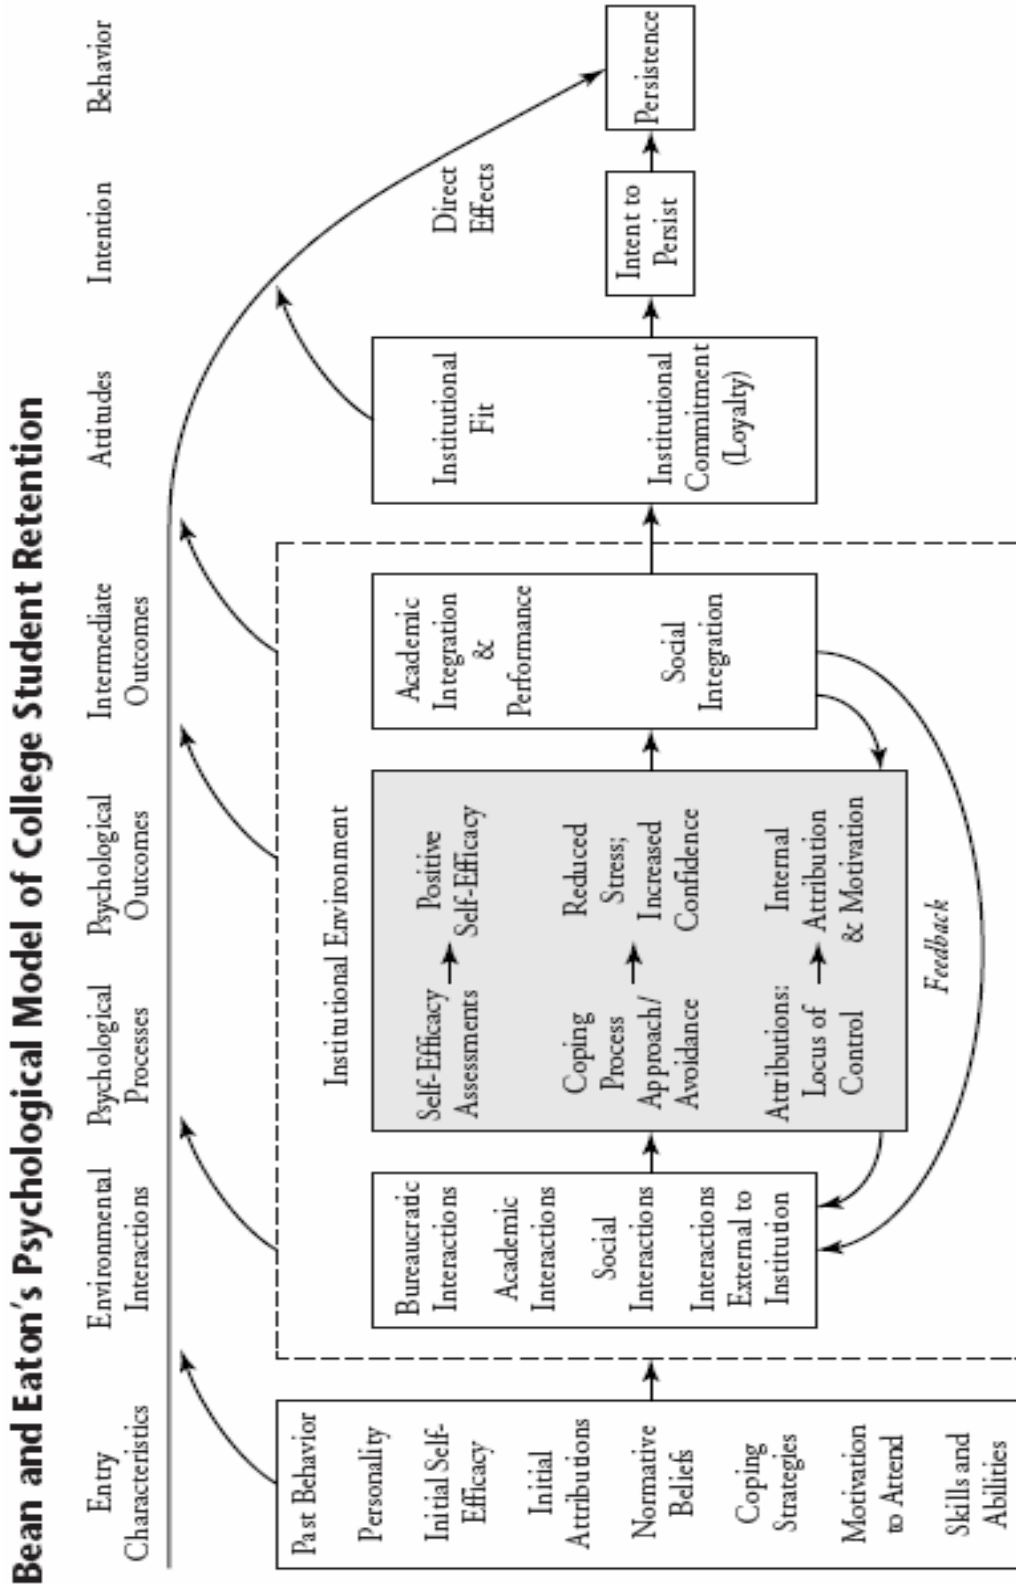 Bean and Eaton's Psychological Model of College Student Retention
Entry
Characteristics
Environmental
Interactions
Psychological
Processes
Psychological
Outcomes
Intermediate
Outcomes
Attitudes
Intention
Behavior
Past Behavior
Personality
Initial Self-
Efficacy
Initial
Attributions
Normative
Beliefs
Coping
Strategies
Motivation
to Attend
Skills and
Abilities
Institutional Environment
Bureaucratic
Interactions
Academic
Interactions
Social
Interactions
Interactions
External to
Institution
Self-Efficacy
Assessments
Positive
Self-Efficacy
Coping
Process
Approach/
Avoidance
Reduced
Stress;
Increased
Confidence
Attributions:
Locus of
Control
Internal
Attribution
& Motivation
Feedback
Academic
Integration
&
Performance
Social
Integration
Institutional
Fit
Institutional
Commitment
(Loyalty)
Direct
Effects
Intent to
Persist
Persistence